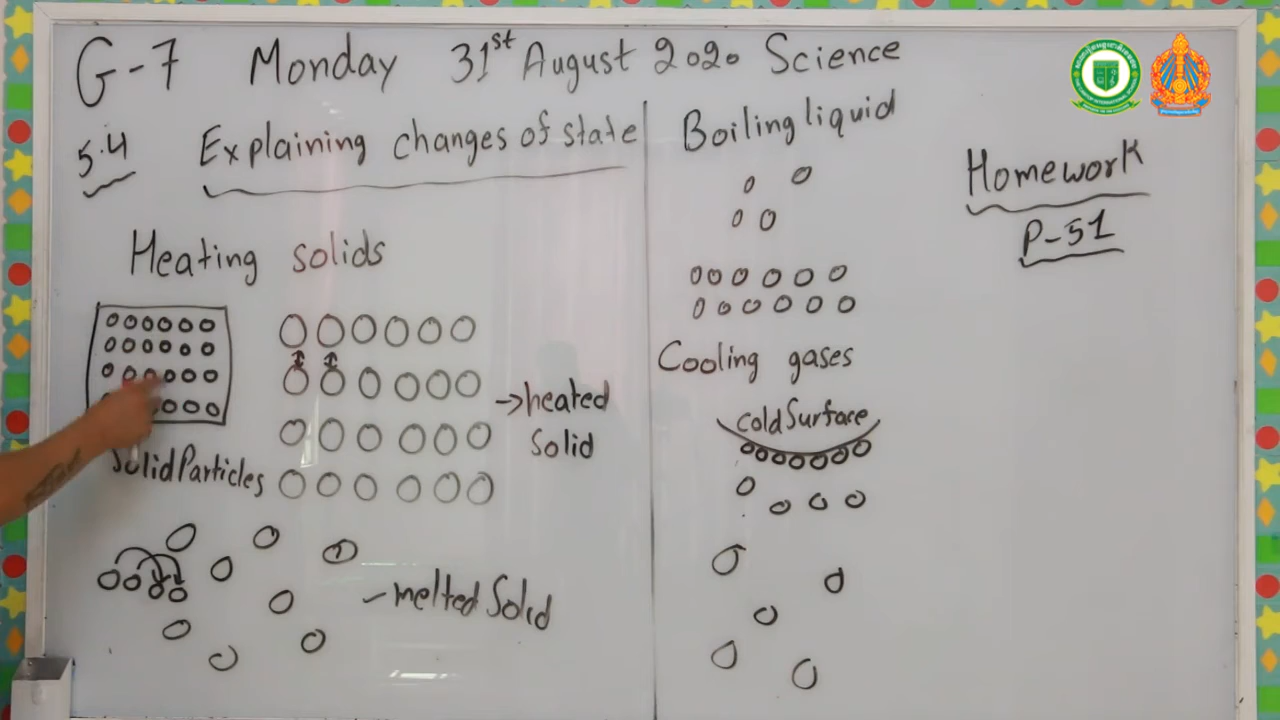 G-7 Monday 31st August 2020 Science
5.4 Explaining changes of state
Heating solids
Solid Particles
→heated
Solid
-melted Solid
Boiling liquid
Cooling gases
cold Surface
Homework
P-51